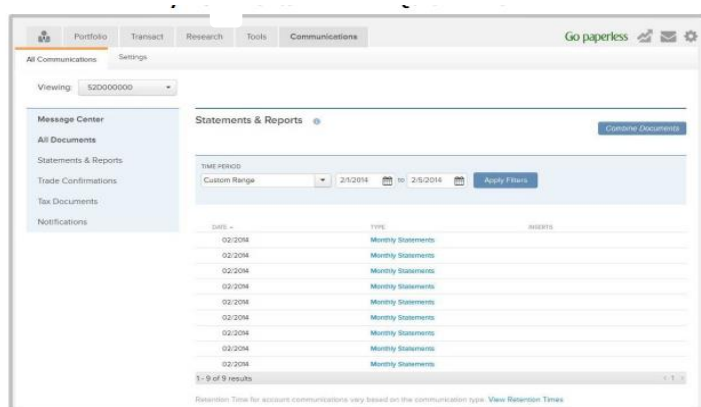 Portfolio Transact Research Tools Communications Go paperless
All Communications Settings
Viewing: 52D000000
Message Center
All Documents
Statements & Reports
Trade Confirmations
Tax Documents
Notifications
Statements & Reports
Combine Documents
TIME PERIOD
Custom Range 2/1/2014 to 2/5/2014 Apply Filters
DATE TYPE INSERTS
02/2014 Monthly Statements
02/2014 Monthly Statements
02/2014 Monthly Statements
02/2014 Monthly Statements
02/2014 Monthly Statements
02/2014 Monthly Statements
02/2014 Monthly Statements
02/2014 Monthly Statements
02/2014 Monthly Statements
1 - 9 of 9 results 1
Retention Time for account communications vary based on the communication type. View Retention Times